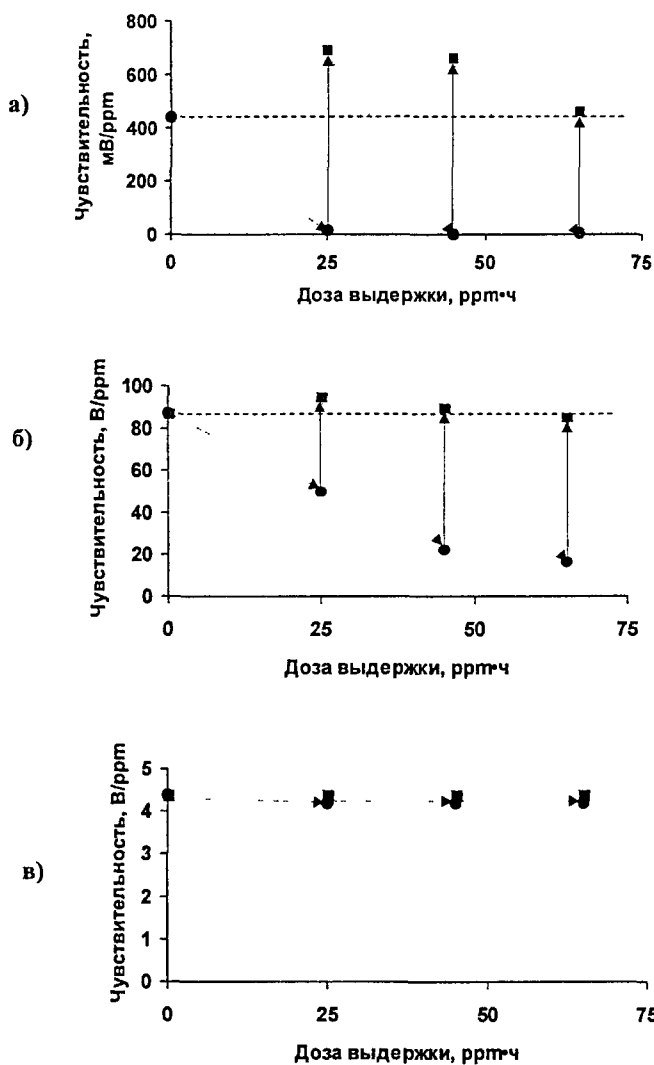 а)
Чувствительность,
мВ/ppm
800
600
400
200
0
0 25 50 75
Доза выдержки, ppm•ч
б)
Чувствительность, В/ppm
100
80
60
40
20
0
0 25 50 75
Доза выдержки, ppm•ч
в)
Чувствительность, В/ppm
5
4
3
2
1
0
0 25 50 75
Доза выдержки, ppm•ч